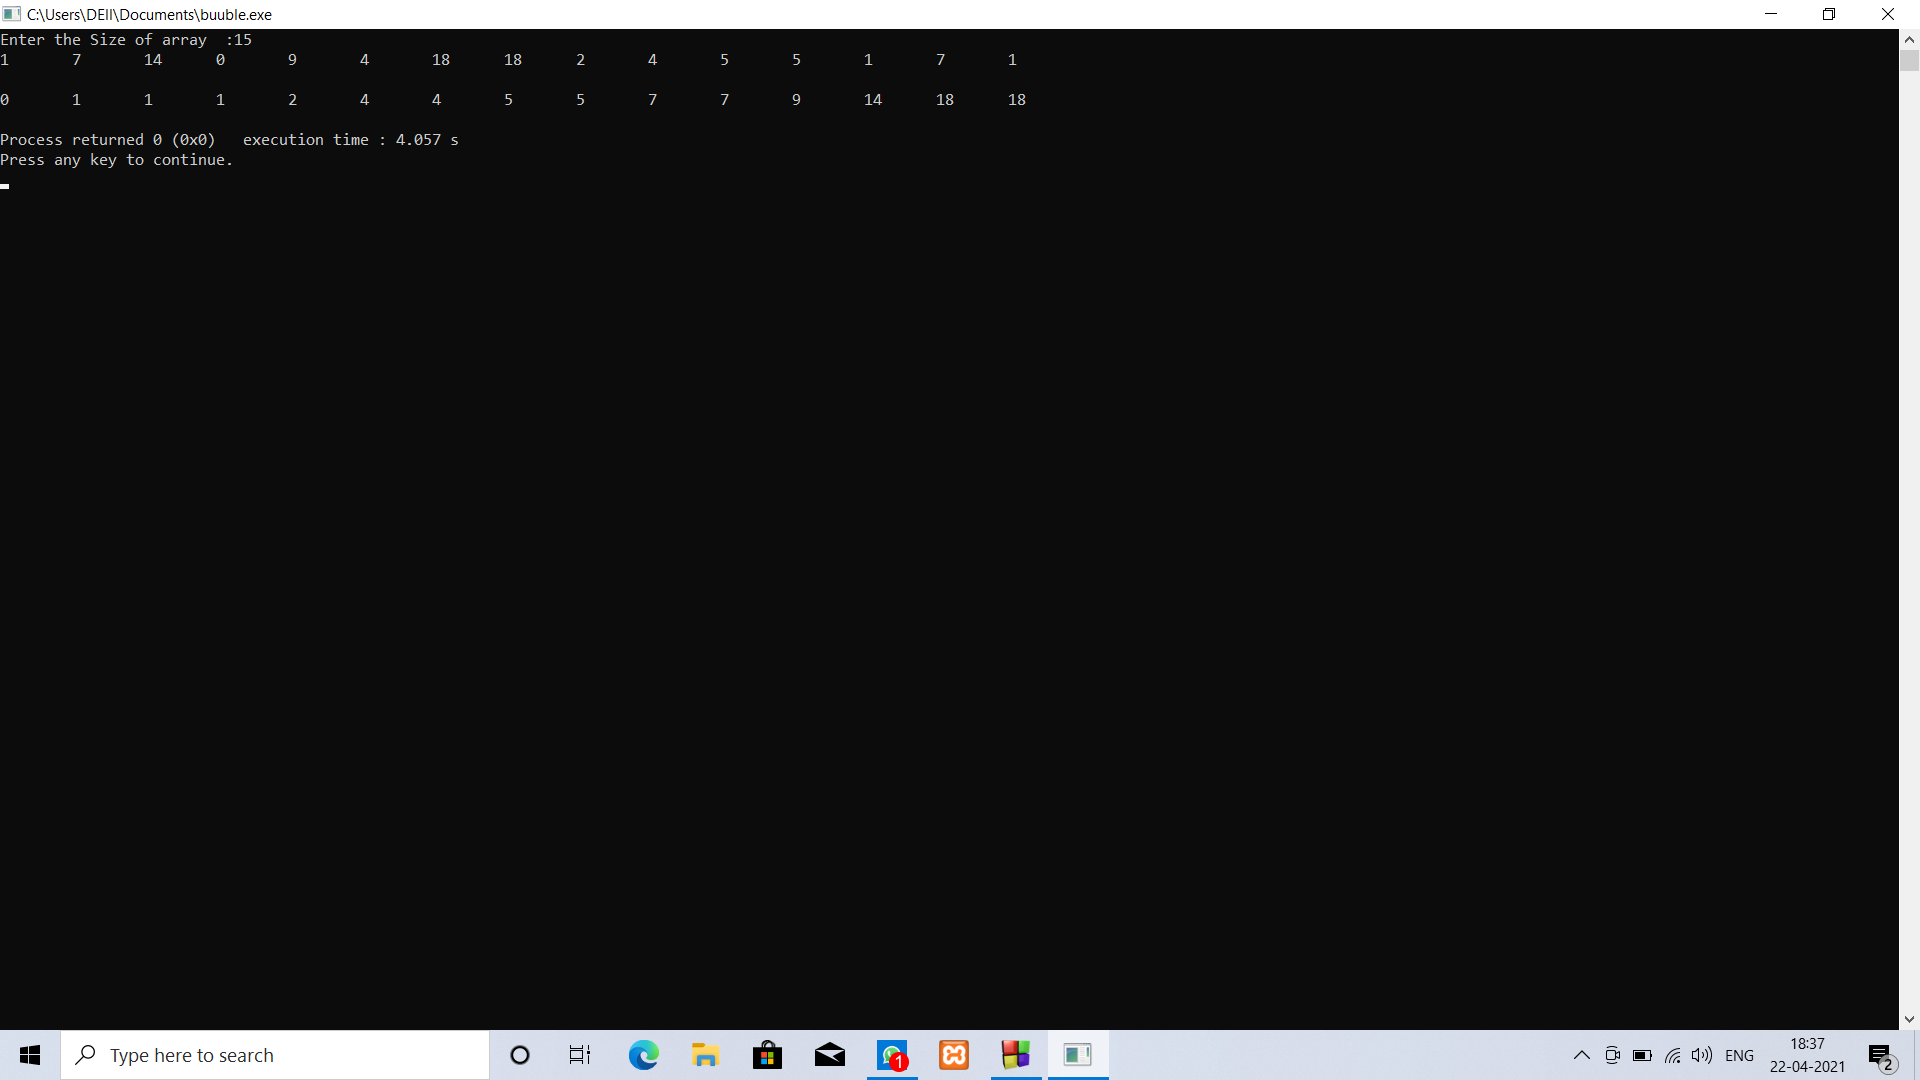 C:\Users\DEll\Documents\buuble.exe
Enter the Size of array  :15
1 7 14 0 9 4 18 18 2 4 5 5 1 7 1
0 1 1 1 2 4 4 5 5 7 7 9 14 18 18
Process returned 0 (0x0)   execution time : 4.057 s
Press any key to continue.
Type here to search
1
ENG
18:37
22-04-2021
2